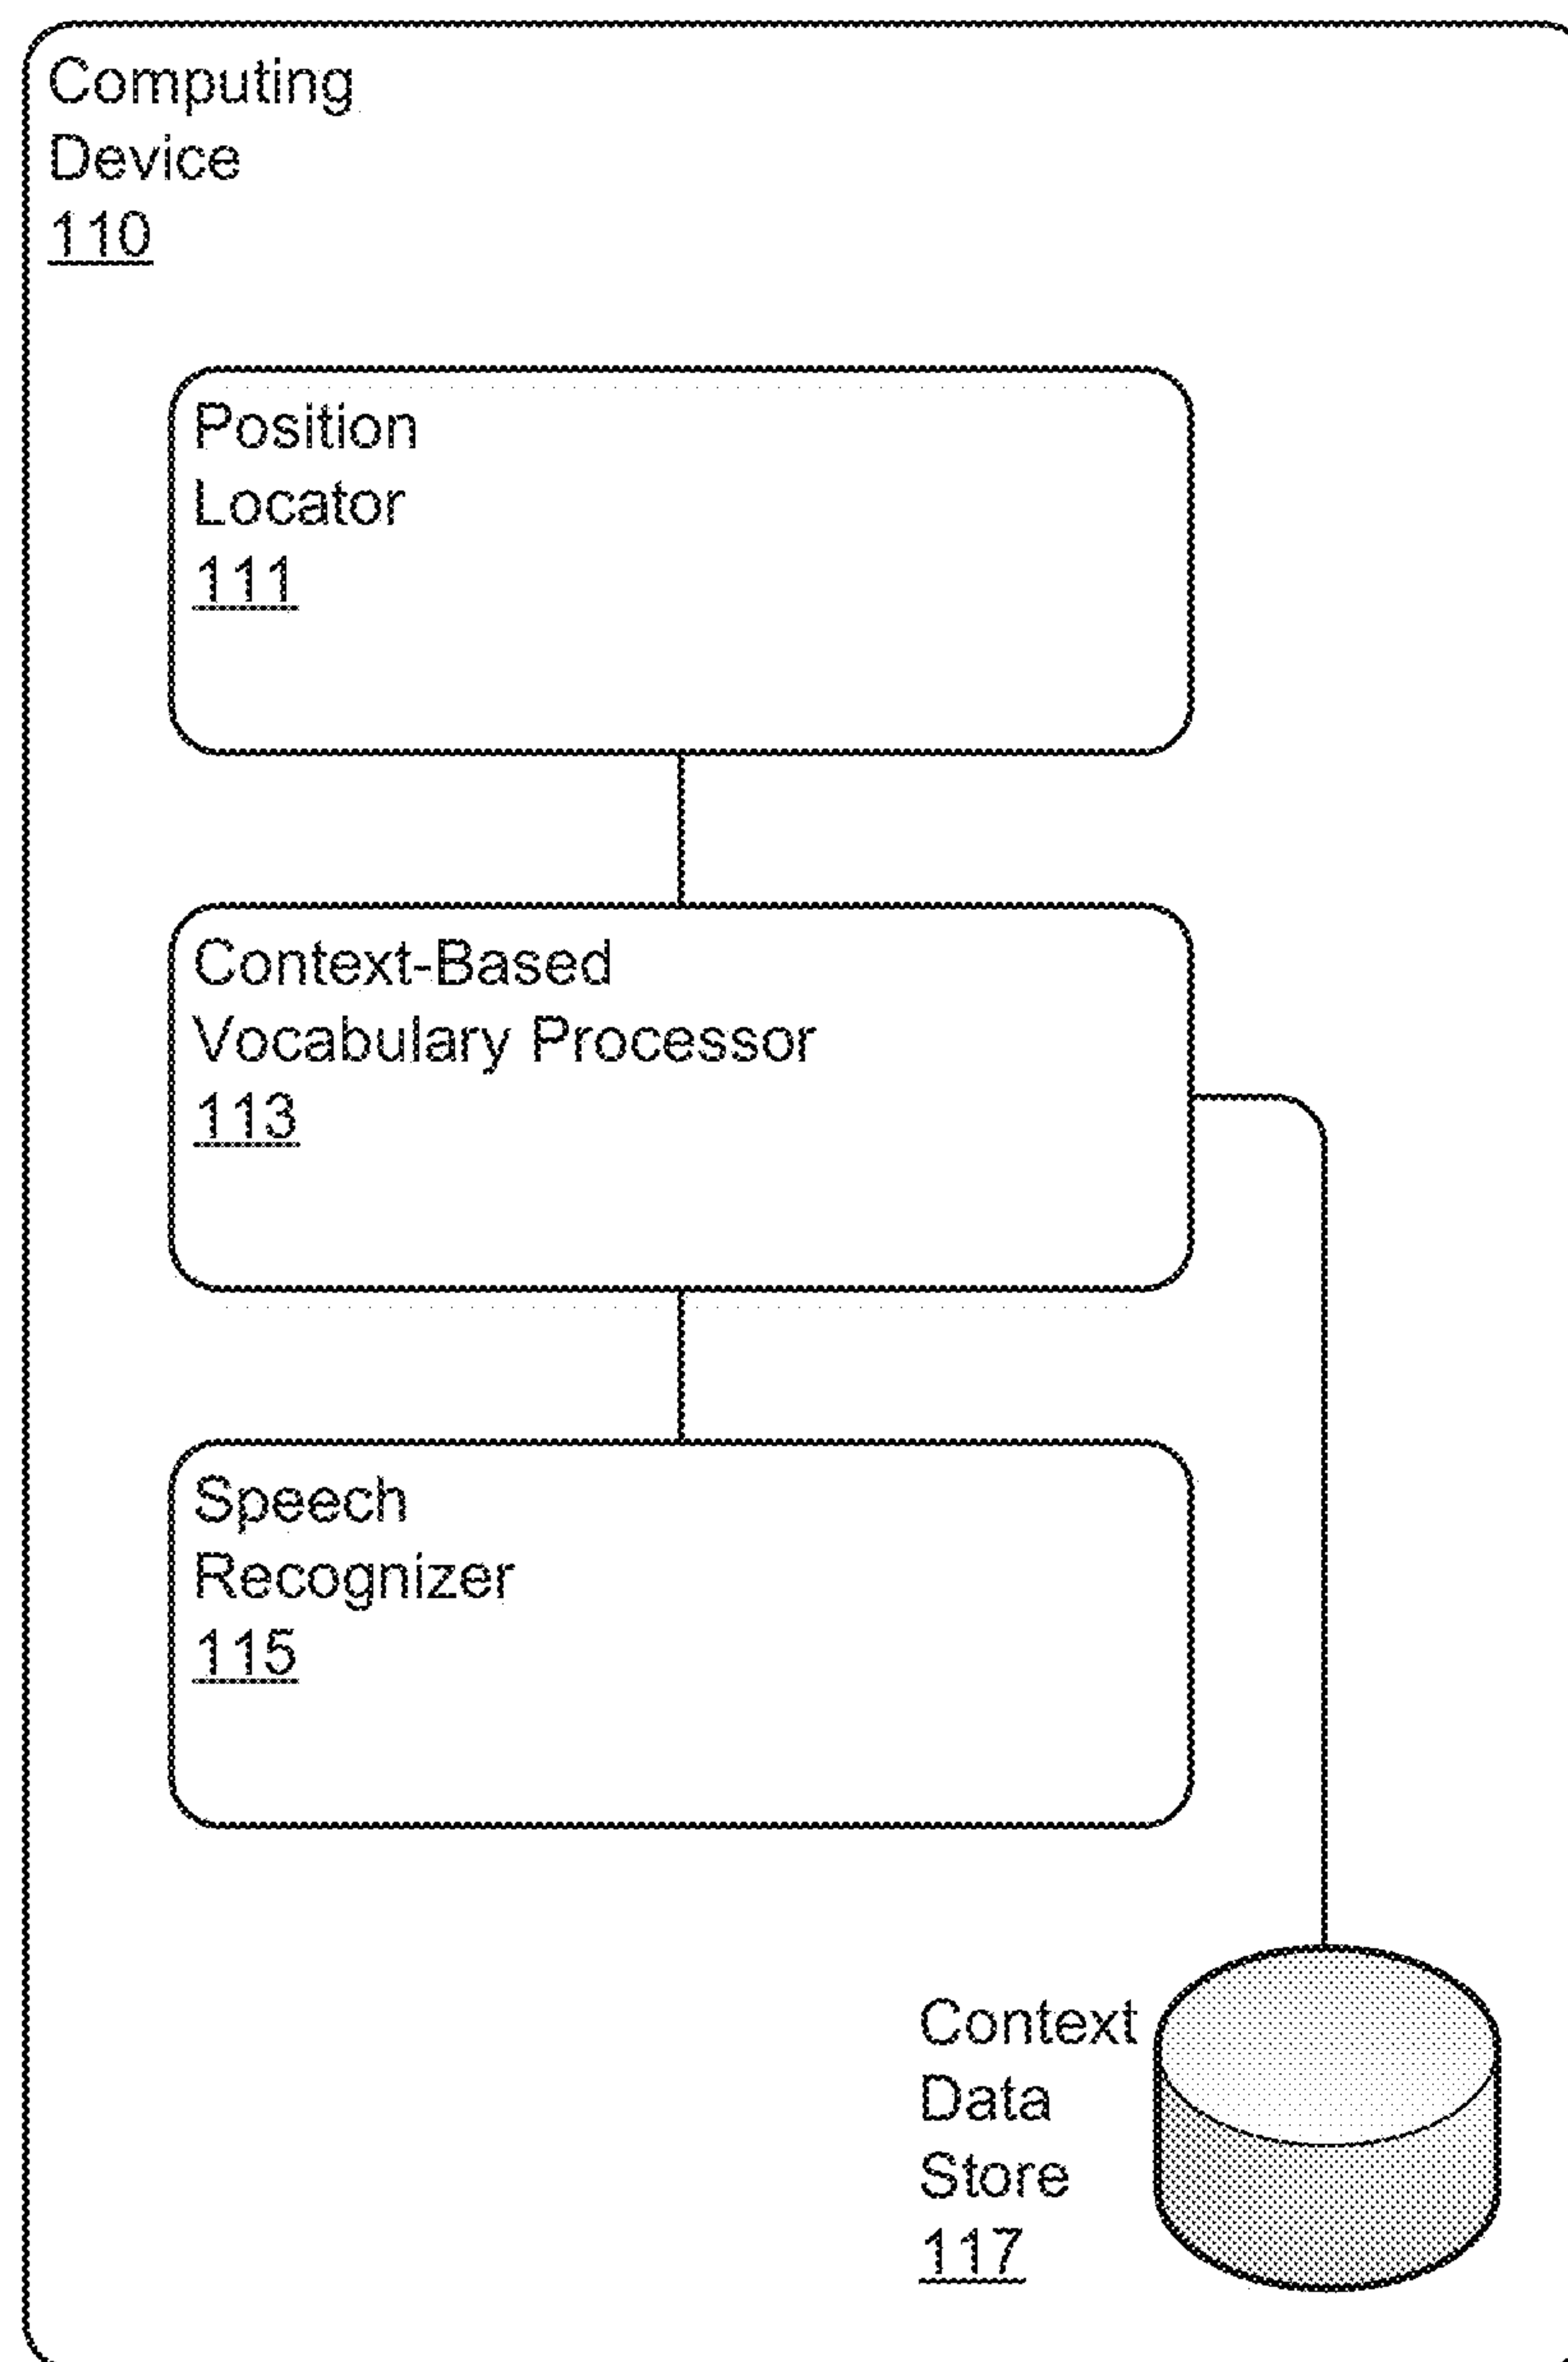 Computing
Device
110
Position
Locator
111
Context-Based
Vocabulary Processor
113
Speech
Recognizer
115
Context
Data
Store
117